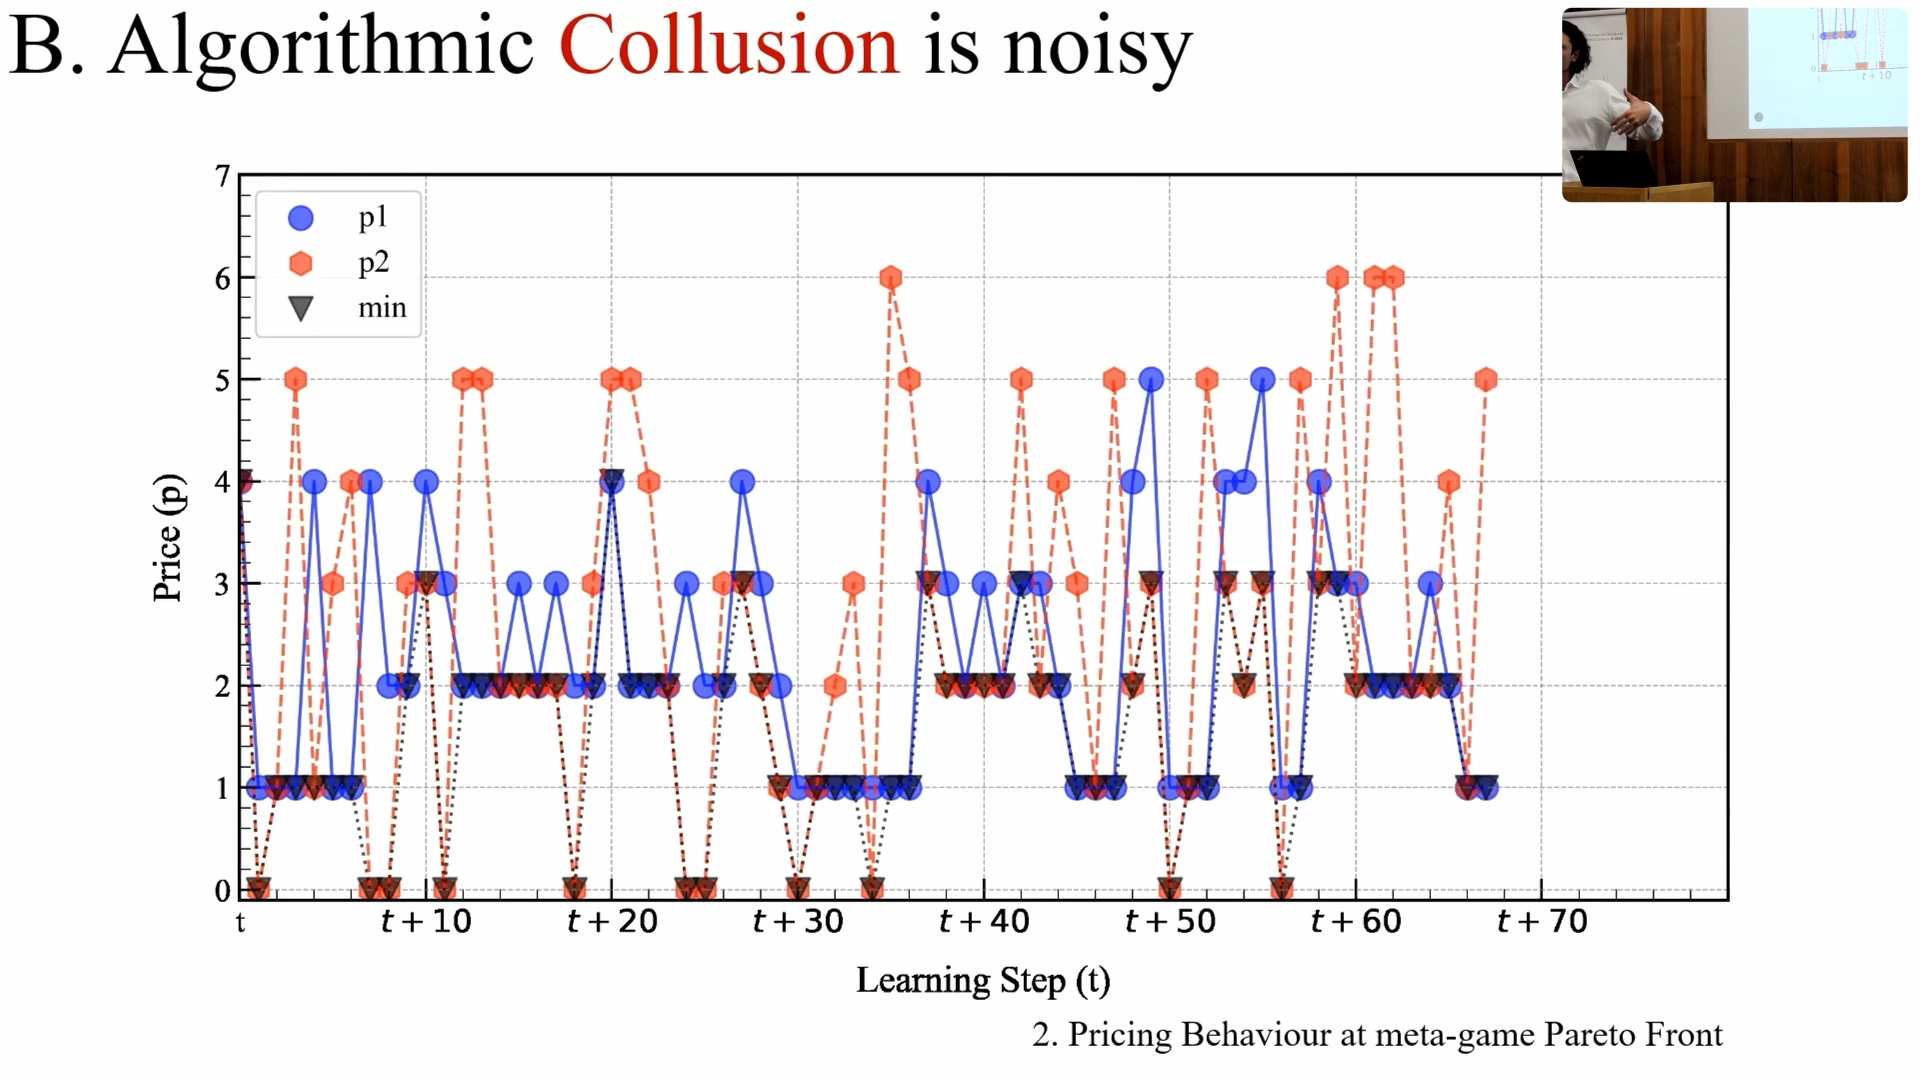 B. Algorithmic Collusion is noisy
7
6
5
4
3
2
1
0
p1
p2
min
Price (p)
t
t + 10
t + 20
t + 30
t + 40
t + 50
t + 60
t + 70
Learning Step (t)
2. Pricing Behaviour at meta-game Pareto Front
t
t + 10